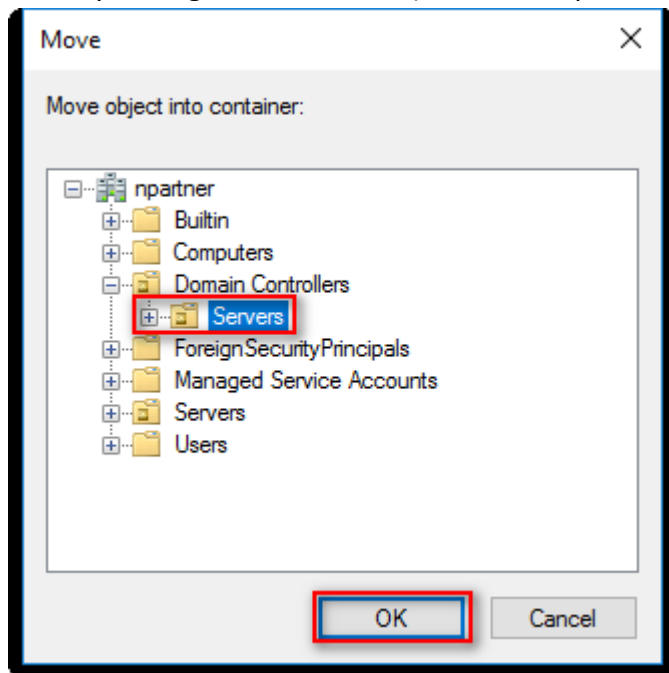 Move
Move object into container:
npartner
Builtin
Computers
Domain Controllers
Servers
ForeignSecurityPrincipals
Managed Service Accounts
Servers
Users
OK Cancel